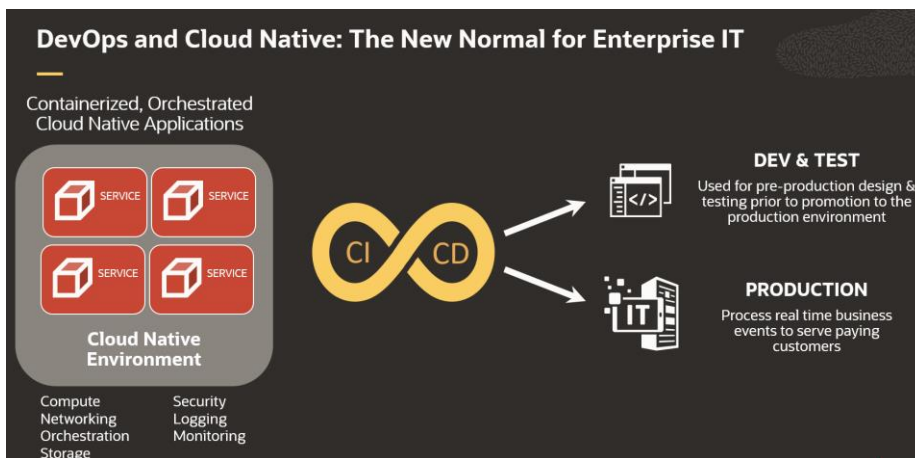 DevOps and Cloud Native: The New Normal for Enterprise IT
Containerized, Orchestrated
Cloud Native Applications
SERVICE
SERVICE
SERVICE
SERVICE
Cloud Native
Environment
Compute
Networking
Orchestration
Storage
Security
Logging
Monitoring
CI
CD
</>
DEV & TEST
Used for pre-production design &
testing prior to promotion to the
production environment
IT
PRODUCTION
Process real time business
events to serve paying
customers